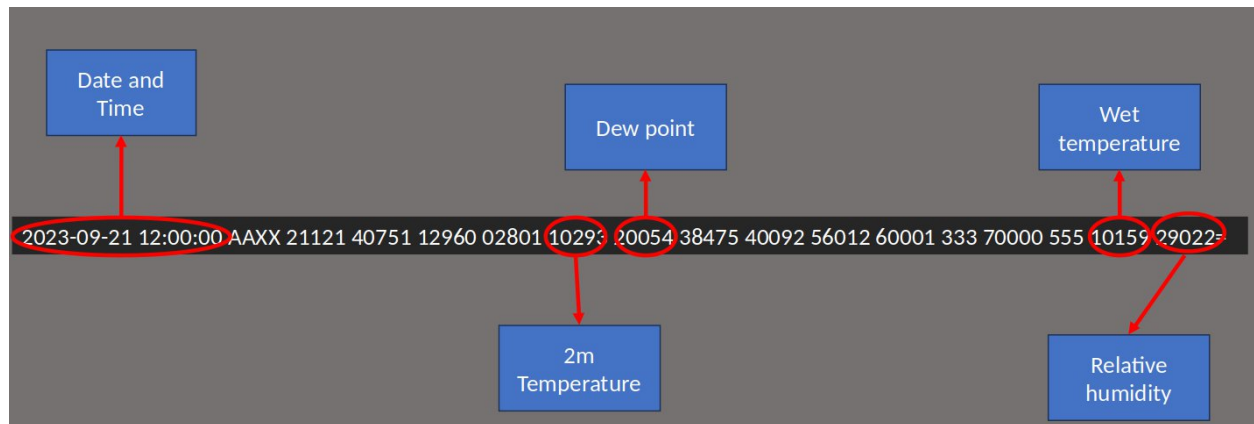 Date and
Time
Dew point
Wet
temperature
2023-09-21 12:00:00 AAXX 21121 40751 12960 02801 10293 20054 38475 40092 56012 60001 333 70000 555 10159 29022=
2m
Temperature
Relative
humidity